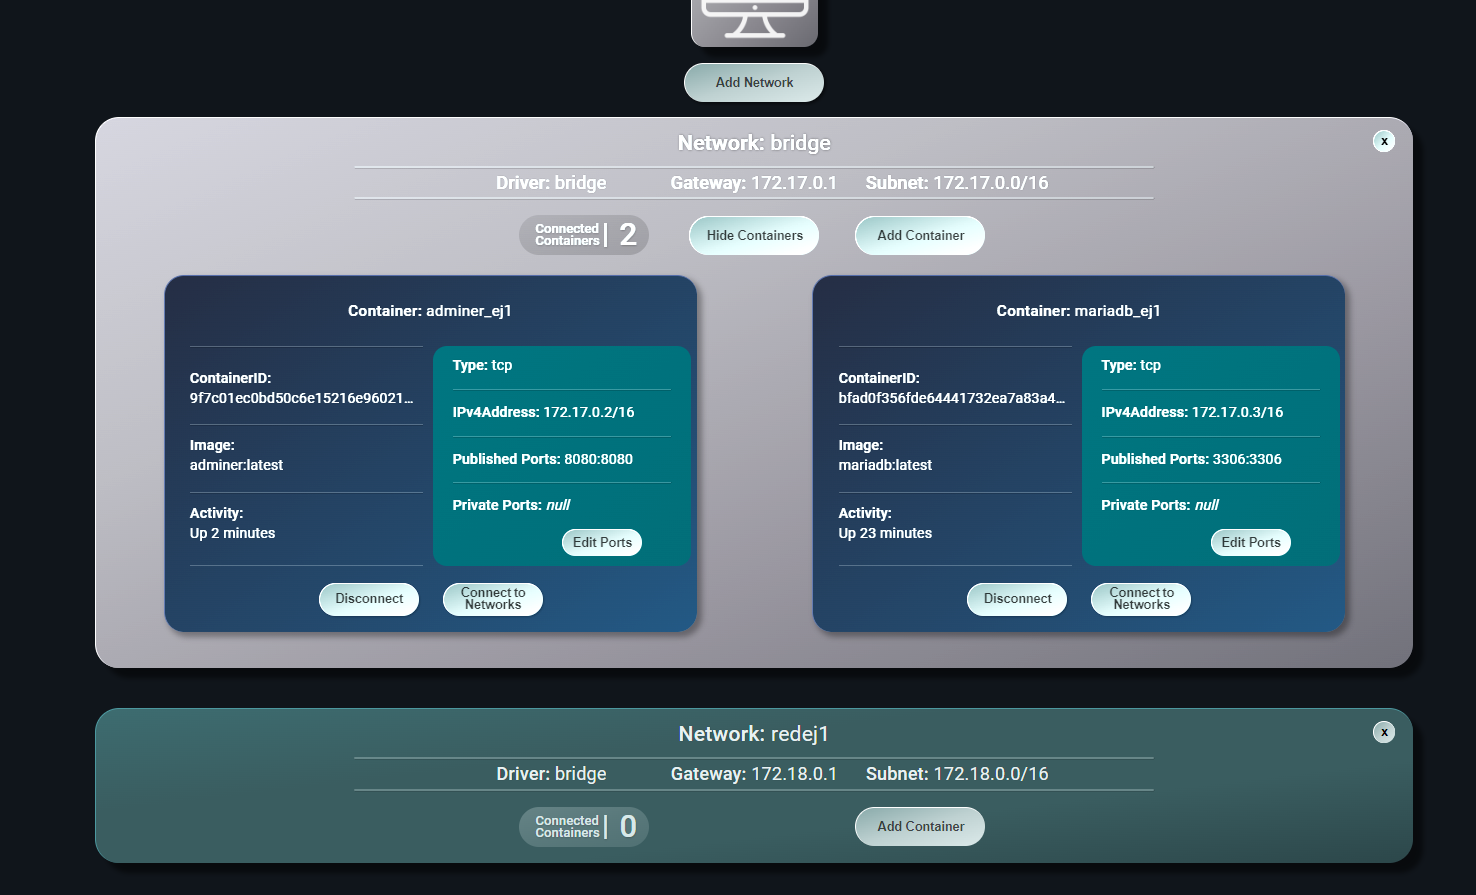 Add Network
Network: bridge
x
Driver: bridge Gateway: 172.17.0.1 Subnet: 172.17.0.0/16
Connected Containers | 2
Hide Containers
Add Container
Container: adminer_ej1
ContainerID:
9f7c01ec0bd50c6e15216e96021...
Image:
adminer:latest
Activity:
Up 2 minutes
Type: tcp
IPv4Address: 172.17.0.2/16
Published Ports: 8080:8080
Private Ports: null
Edit Ports
Disconnect
Connect to
Networks
Container: mariadb_ej1
ContainerID:
bfad0f356fde64441732ea7a83a4...
Image:
mariadb:latest
Activity:
Up 23 minutes
Type: tcp
IPv4Address: 172.17.0.3/16
Published Ports: 3306:3306
Private Ports: null
Edit Ports
Disconnect
Connect to
Networks
Network: redej1
x
Driver: bridge Gateway: 172.18.0.1 Subnet: 172.18.0.0/16
Connected Containers | 0
Add Container